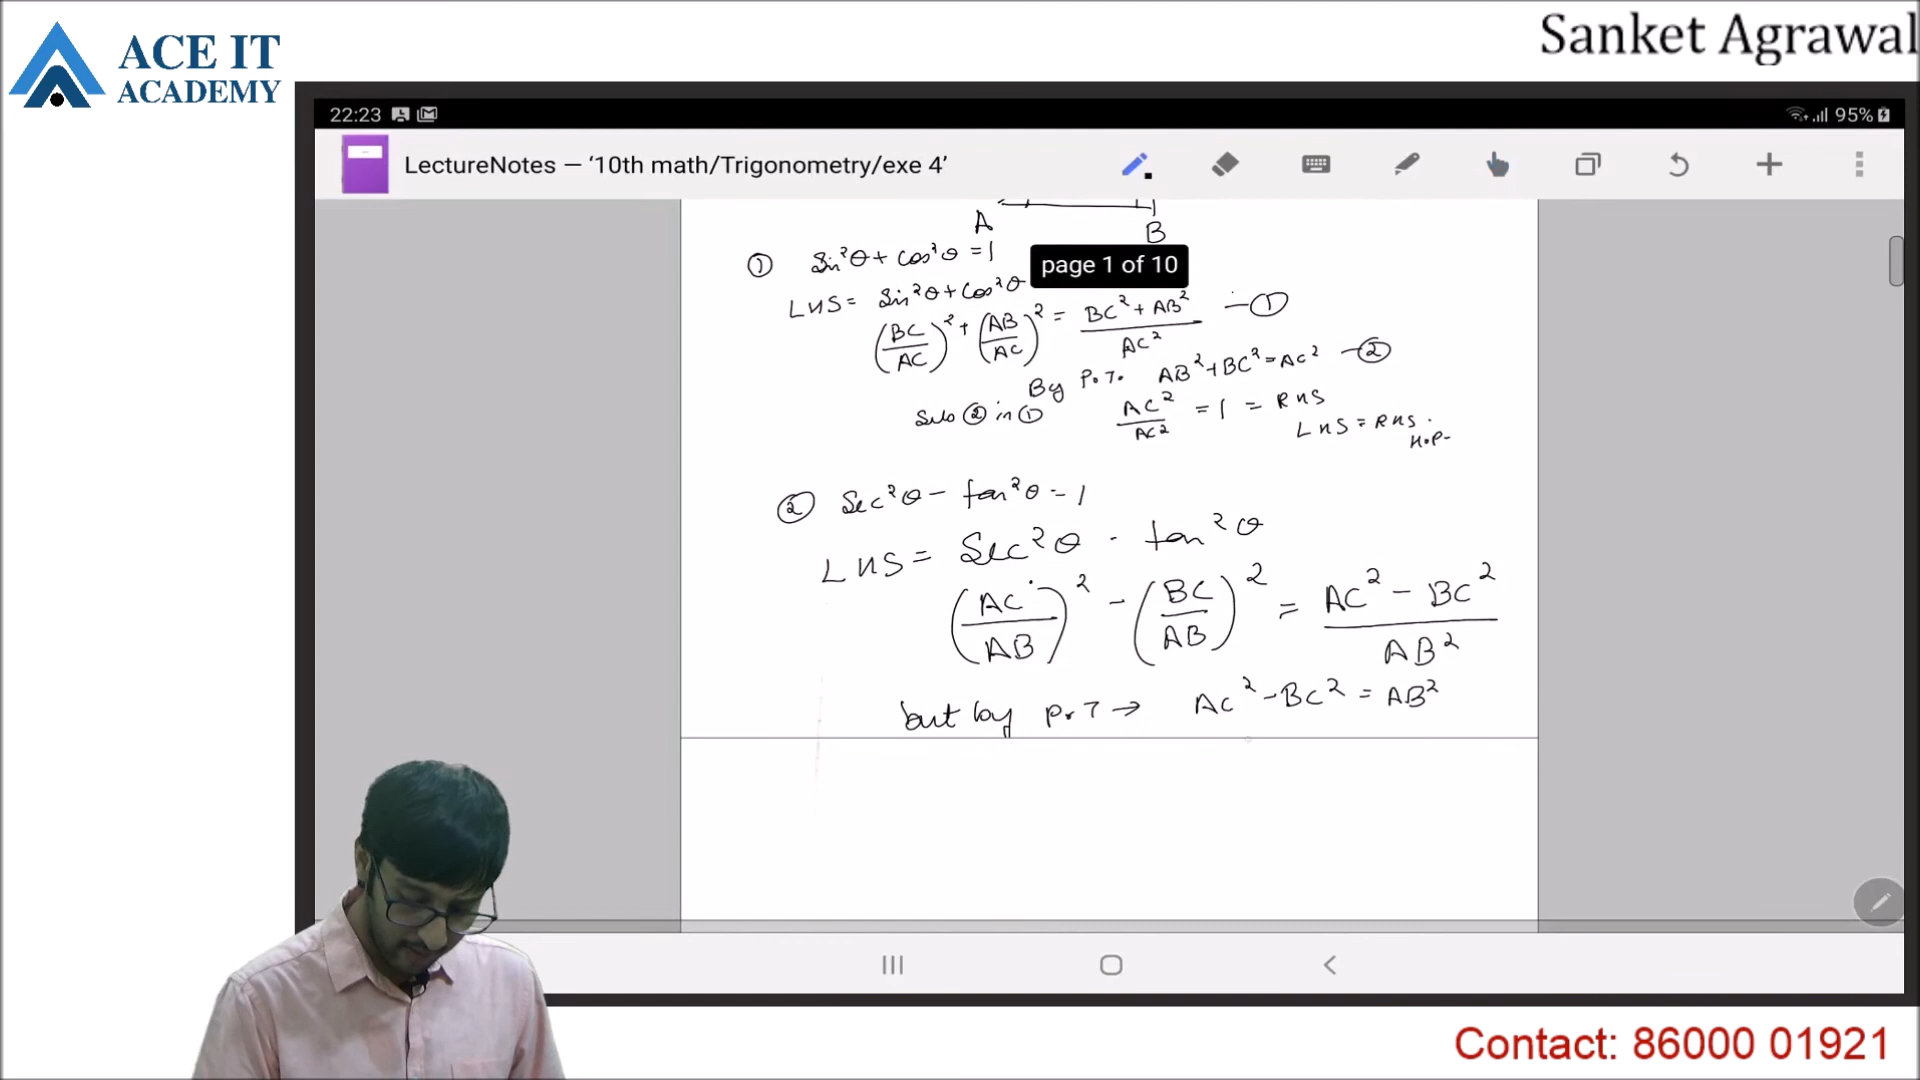 ACE IT
ACADEMY
Sanket Agrawal
22:23
95%
LectureNotes — ‘10th math/Trigonometry/exe 4’
A
B
page 1 of 10
① Sin²θ + Cos²θ = 1
LHS = Sin²θ + Cos²θ
(BC/AC)² + (AB/AC)² = BC² + AB² / AC² — ①
By P.T. AB² + BC² = AC² — ②
Sub ② in ① AC²/AC² = 1 = RHS
LHS = RHS.
H.P.
② Sec²θ − tan²θ = 1
LHS = Sec²θ - tan²θ
(AC/AB)² − (BC/AB)² = AC² − BC² / AB²
but by P.T → AC² − BC² = AB²
Contact: 86000 01921